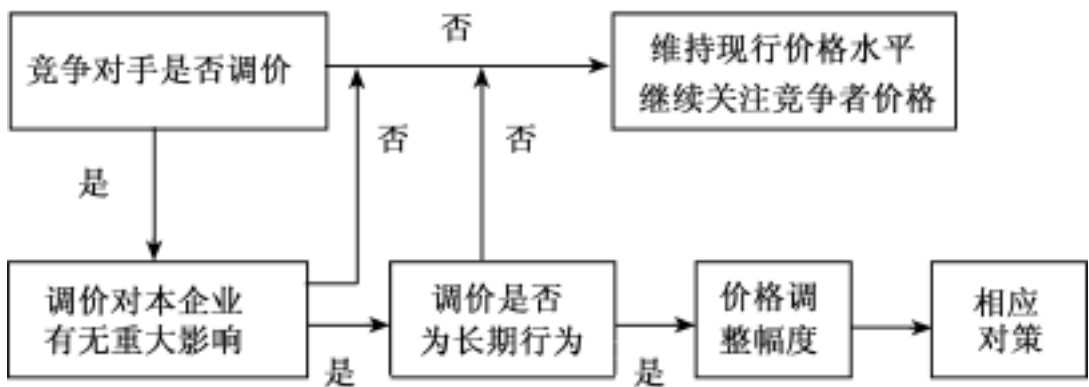 竞争对手是否调价
否
维持现行价格水平
继续关注竞争者价格
是
否
否
调价对本企业
有无重大影响
是
调价是否
为长期行为
是
价格调
整幅度
相应
对策